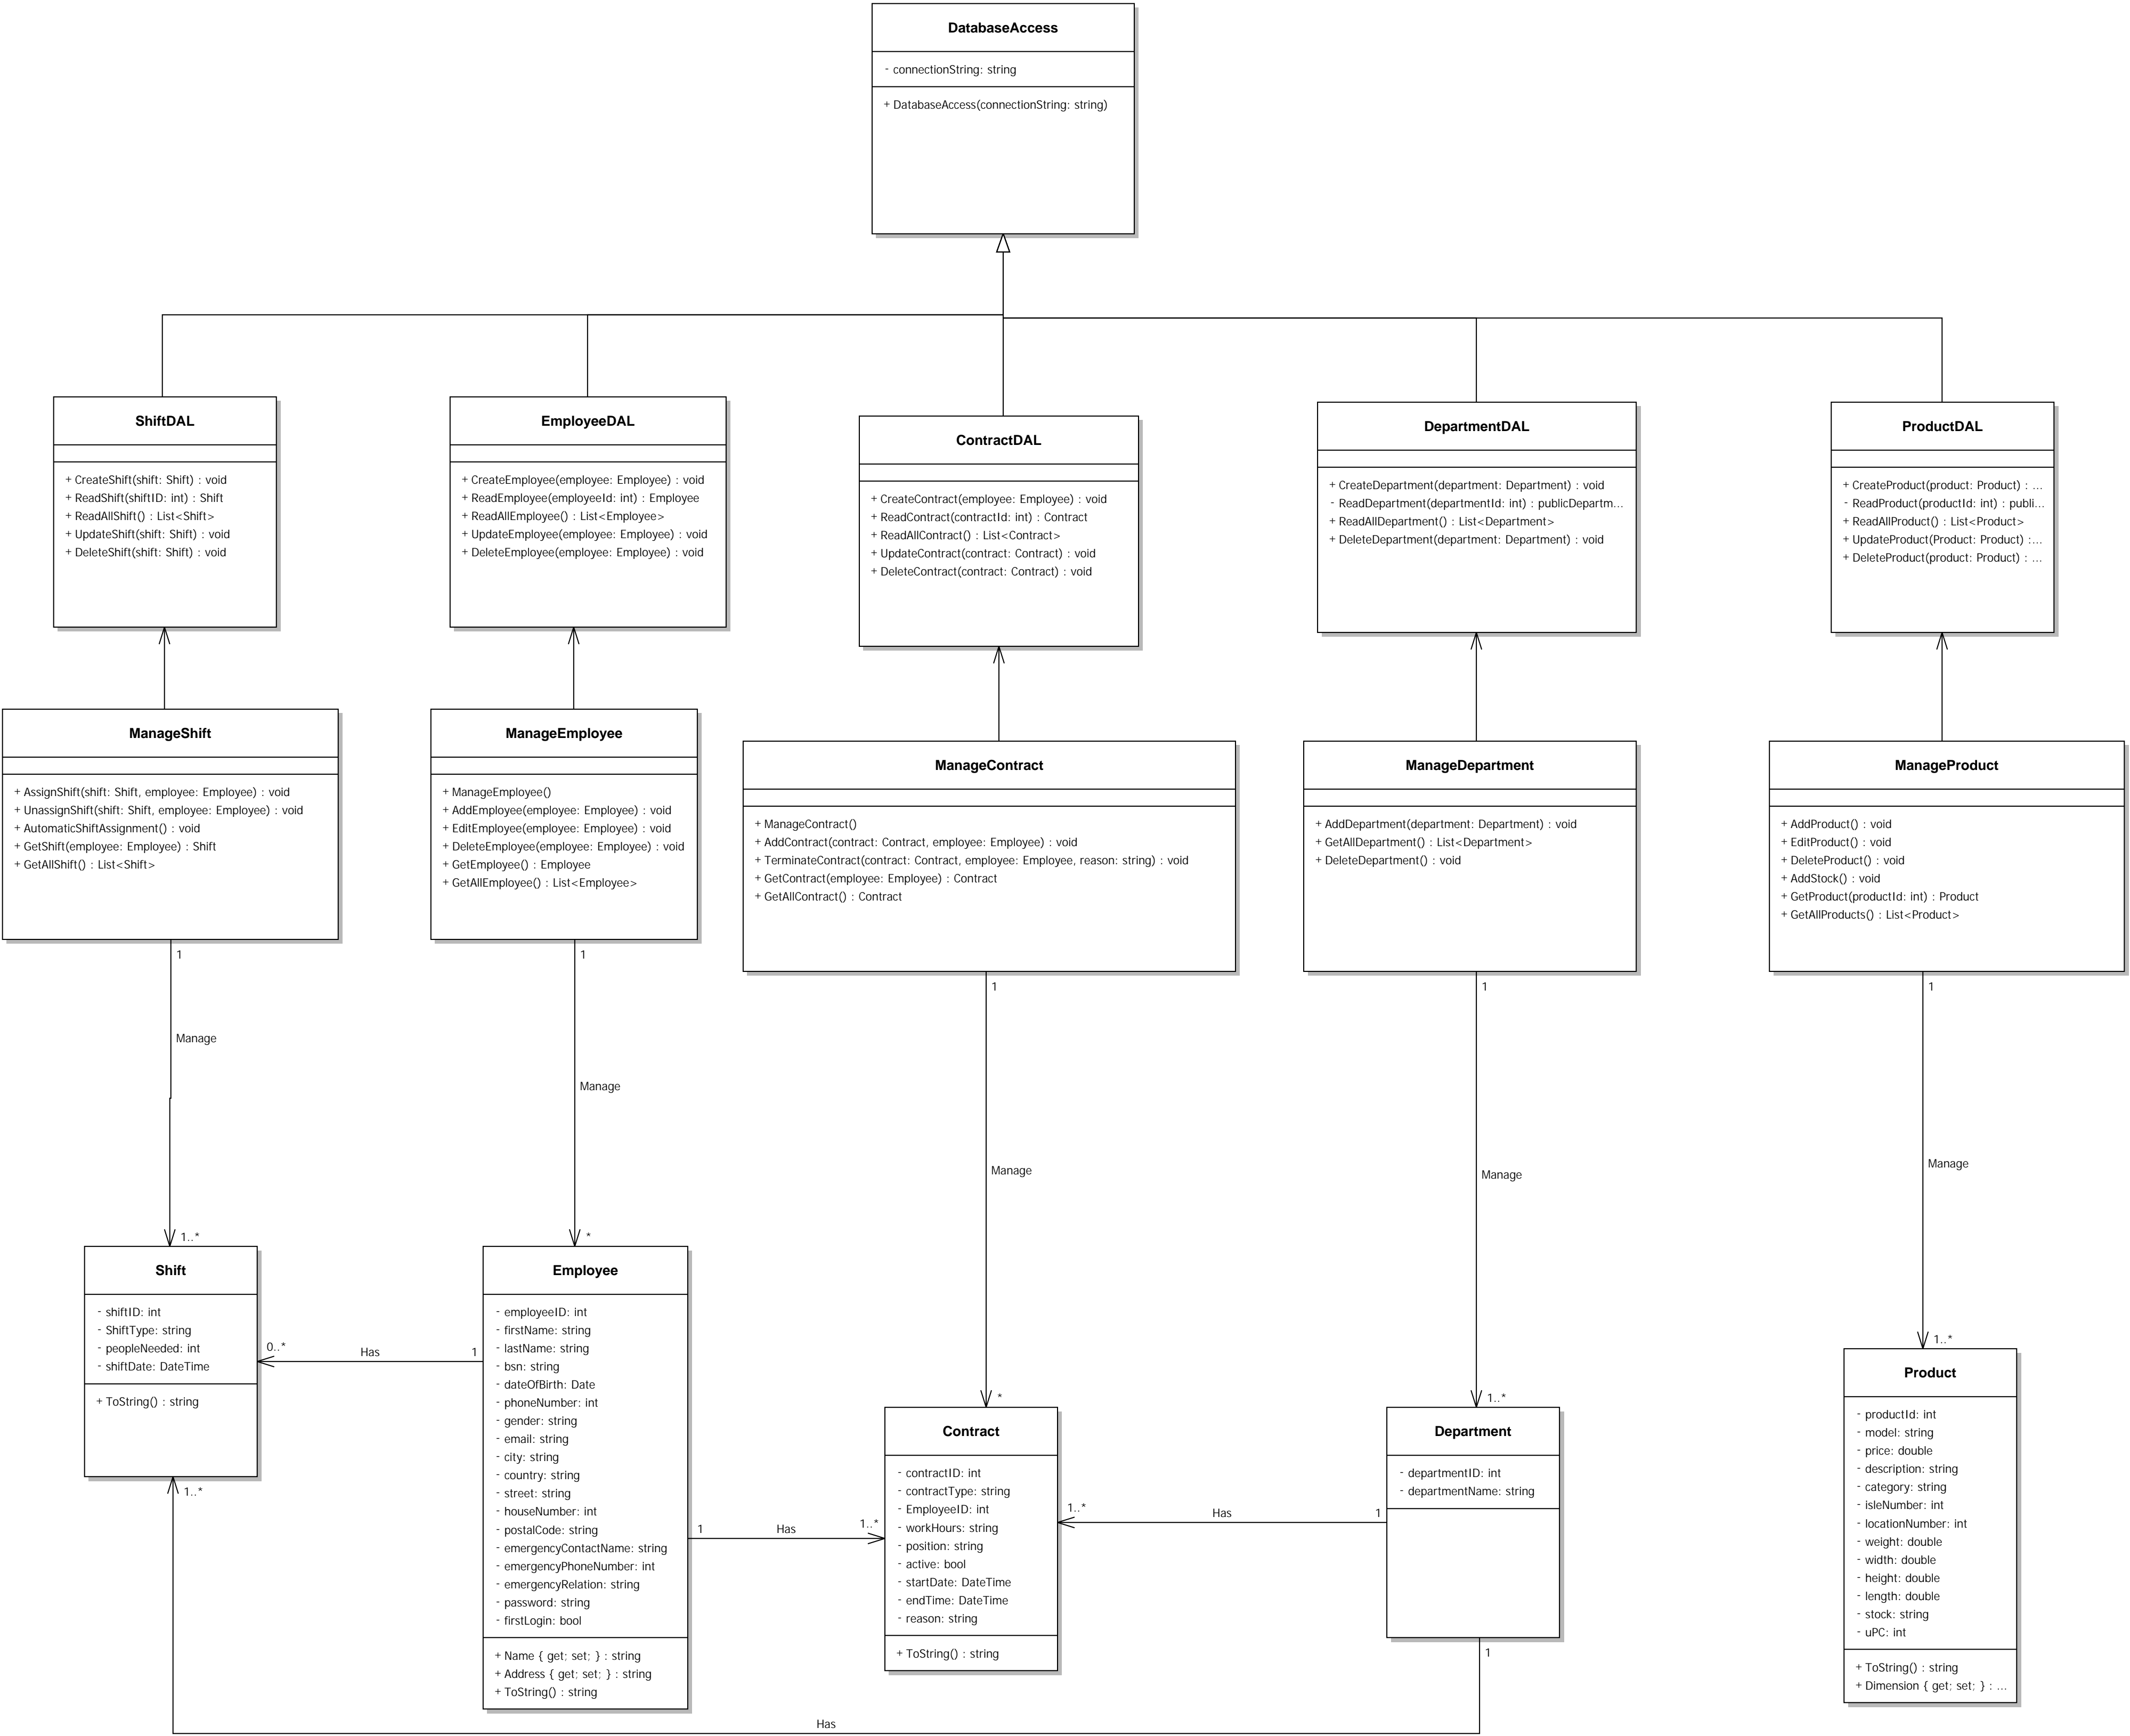 DatabaseAccess
- connectionString: string
+ DatabaseAccess(connectionString: string)
ShiftDAL
+ CreateShift(shift: Shift) : void
+ ReadShift(shiftID: int) : Shift
+ ReadAllShift() : List<Shift>
+ UpdateShift(shift: Shift) : void
+ DeleteShift(shift: Shift) : void
EmployeeDAL
+ CreateEmployee(employee: Employee) : void
+ ReadEmployee(employeeId: int) : Employee
+ ReadAllEmployee() : List<Employee>
+ UpdateEmployee(employee: Employee) : void
+ DeleteEmployee(employee: Employee) : void
ContractDAL
+ CreateContract(employee: Employee) : void
+ ReadContract(contractId: int) : Contract
+ ReadAllContract() : List<Contract>
+ UpdateContract(contract: Contract) : void
+ DeleteContract(contract: Contract) : void
DepartmentDAL
+ CreateDepartment(department: Department) : void
- ReadDepartment(departmentId: int) : publicDepartm...
+ ReadAllDepartment() : List<Department>
+ DeleteDepartment(department: Department) : void
ProductDAL
+ CreateProduct(product: Product) : ...
- ReadProduct(productId: int) : publi...
+ ReadAllProduct() : List<Product>
+ UpdateProduct(Product: Product) :...
+ DeleteProduct(product: Product) : ...
ManageShift
+ AssignShift(shift: Shift, employee: Employee) : void
+ UnassignShift(shift: Shift, employee: Employee) : void
+ AutomaticShiftAssignment() : void
+ GetShift(employee: Employee) : Shift
+ GetAllShift() : List<Shift>
ManageEmployee
+ ManageEmployee()
+ AddEmployee(employee: Employee) : void
+ EditEmployee(employee: Employee) : void
+ DeleteEmployee(employee: Employee) : void
+ GetEmployee() : Employee
+ GetAllEmployee() : List<Employee>
ManageContract
+ ManageContract()
+ AddContract(contract: Contract, employee: Employee) : void
+ TerminateContract(contract: Contract, employee: Employee, reason: string) : void
+ GetContract(employee: Employee) : Contract
+ GetAllContract() : Contract
ManageDepartment
+ AddDepartment(department: Department) : void
+ GetAllDepartment() : List<Department>
+ DeleteDepartment() : void
ManageProduct
+ AddProduct() : void
+ EditProduct() : void
+ DeleteProduct() : void
+ AddStock() : void
+ GetProduct(productId: int) : Product
+ GetAllProducts() : List<Product>
1
Manage
1..*
1
Manage
*
1
Manage
*
1
Manage
1..*
1
Manage
1..*
Shift
- shiftID: int
- ShiftType: string
- peopleNeeded: int
- shiftDate: DateTime
+ ToString() : string
0..*
Has
1
1..*
Employee
- employeeID: int
- firstName: string
- lastName: string
- bsn: string
- dateOfBirth: Date
- phoneNumber: int
- gender: string
- email: string
- city: string
- country: string
- street: string
- houseNumber: int
- postalCode: string
- emergencyContactName: string
- emergencyPhoneNumber: int
- emergencyRelation: string
- password: string
- firstLogin: bool
+ Name { get; set; } : string
+ Address { get; set; } : string
+ ToString() : string
1
Has
1..*
Contract
- contractID: int
- contractType: string
- EmployeeID: int
- workHours: string
- position: string
- active: bool
- startDate: DateTime
- endTime: DateTime
- reason: string
+ ToString() : string
1..*
Has
1
Department
- departmentID: int
- departmentName: string
1
Has
Product
- productId: int
- model: string
- price: double
- description: string
- category: string
- isleNumber: int
- locationNumber: int
- weight: double
- width: double
- height: double
- length: double
- stock: string
- uPC: int
+ ToString() : string
+ Dimension { get; set; } : ...